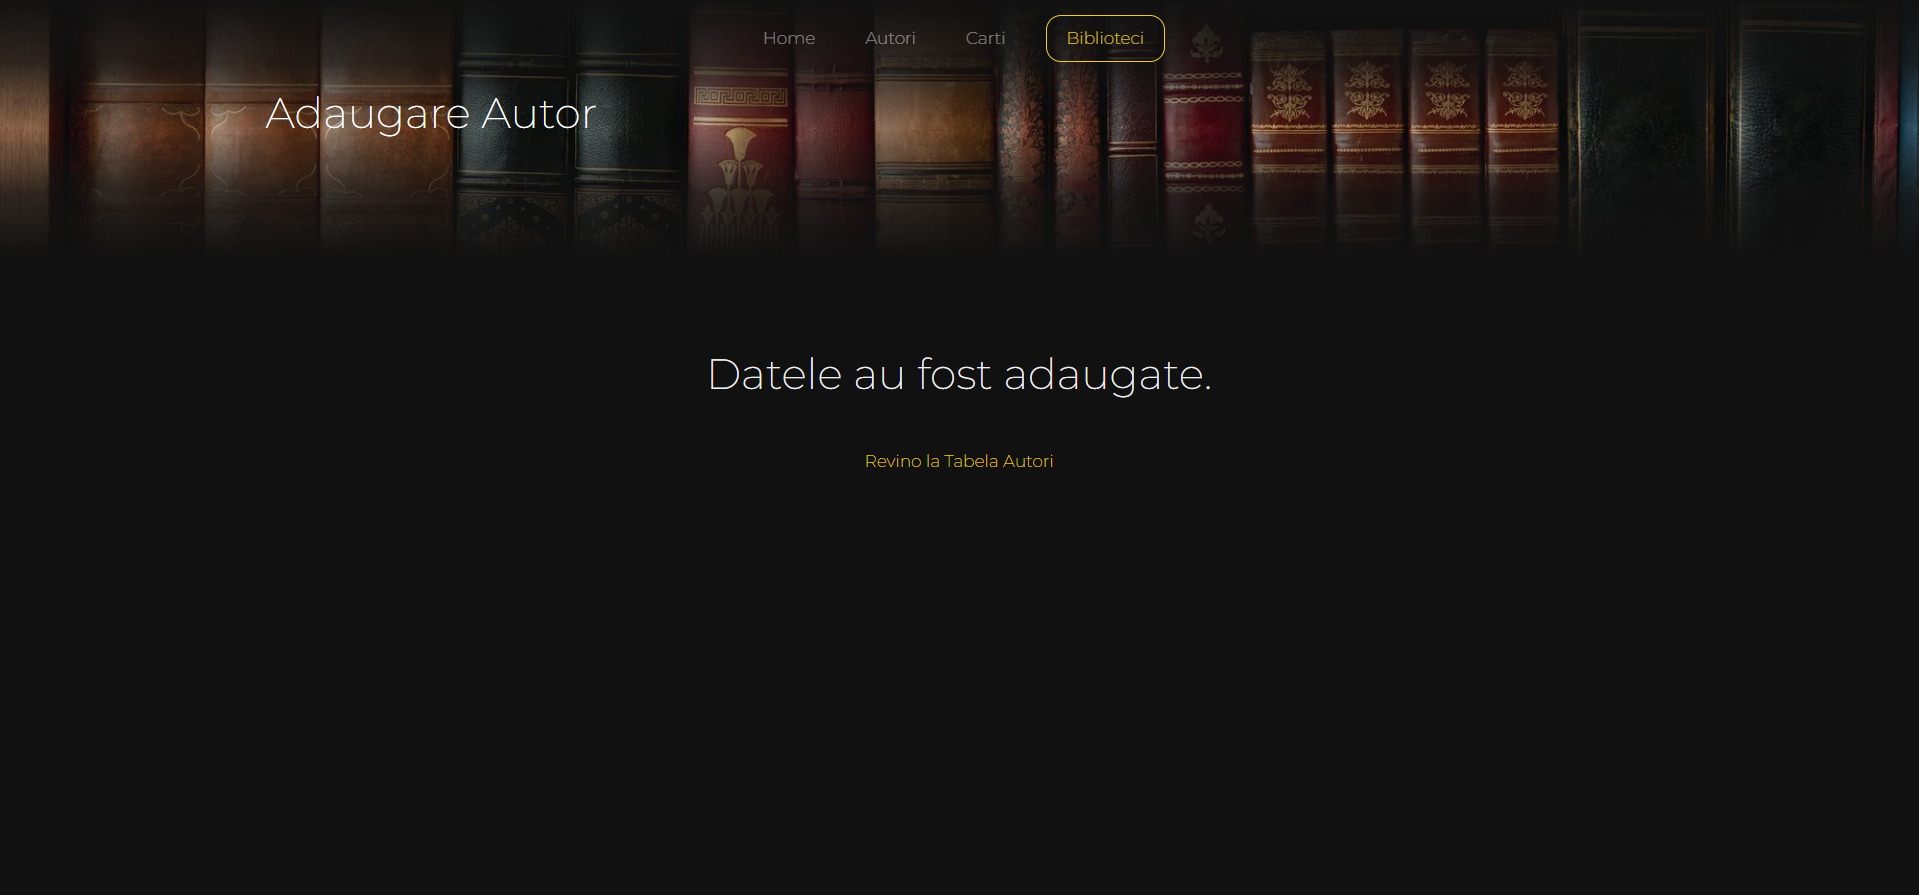 Home Autori Carti Biblioteci
Adaugare Autor
Datele au fost adaugate.
Revino la Tabela Autori